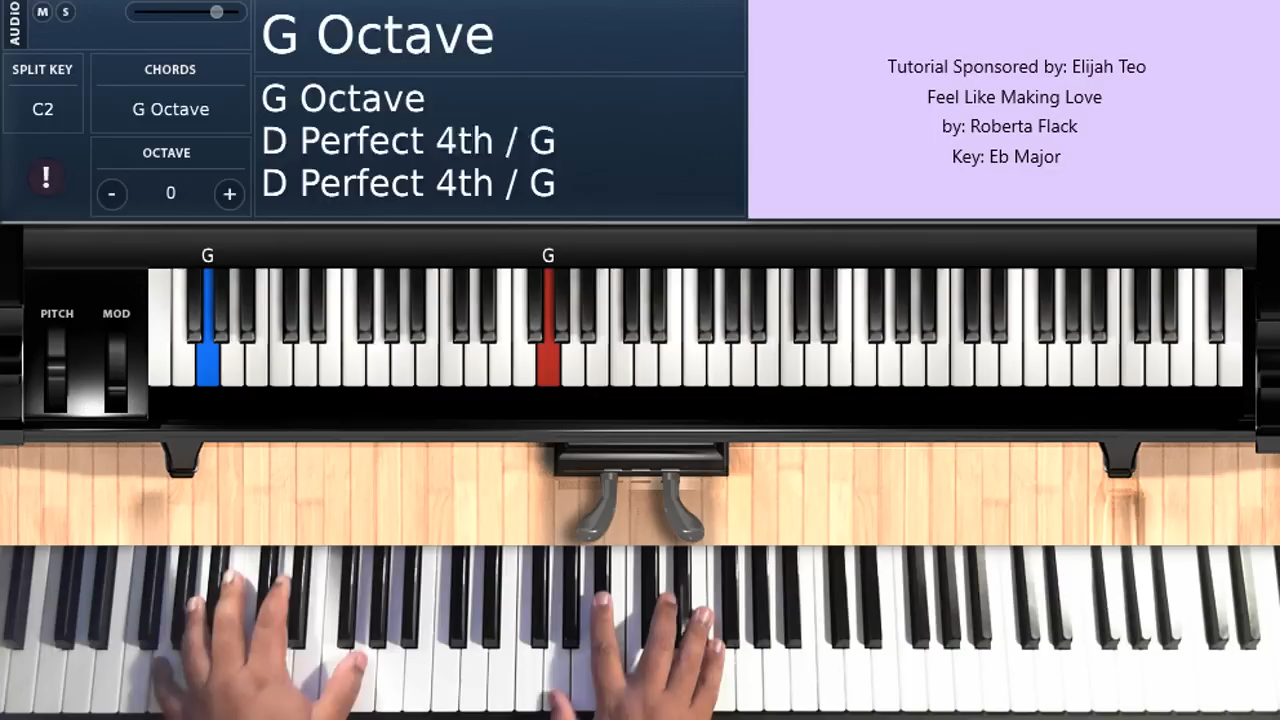 AUDIO
M S
G Octave
SPLIT KEY
CHORDS
C2
G Octave
OCTAVE
!
- 0 +
G Octave
D Perfect 4th / G
D Perfect 4th / G
Tutorial Sponsored by: Elijah Teo
Feel Like Making Love
by: Roberta Flack
Key: Eb Major
G G
PITCH MOD